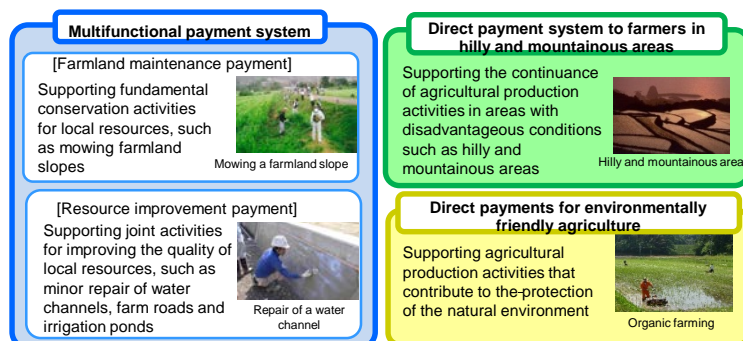 Multifunctional payment system
[Farmland maintenance payment]
Supporting fundamental
conservation activities
for local resources, such
as mowing farmland
slopes
Mowing a farmland slope
[Resource improvement payment]
Supporting joint activities
for improving the quality of
local resources, such as
minor repair of water
channels, farm roads and
irrigation ponds
Repair of a water
channel
Direct payment system to farmers in
hilly and mountainous areas
Supporting the continuance
of agricultural production
activities in areas with
disadvantageous conditions
such as hilly and
mountainous areas
Hilly and mountainous area
Direct payments for environmentally
friendly agriculture
Supporting agricultural
production activities that
contribute to the-protection
of the natural environment
Organic farming